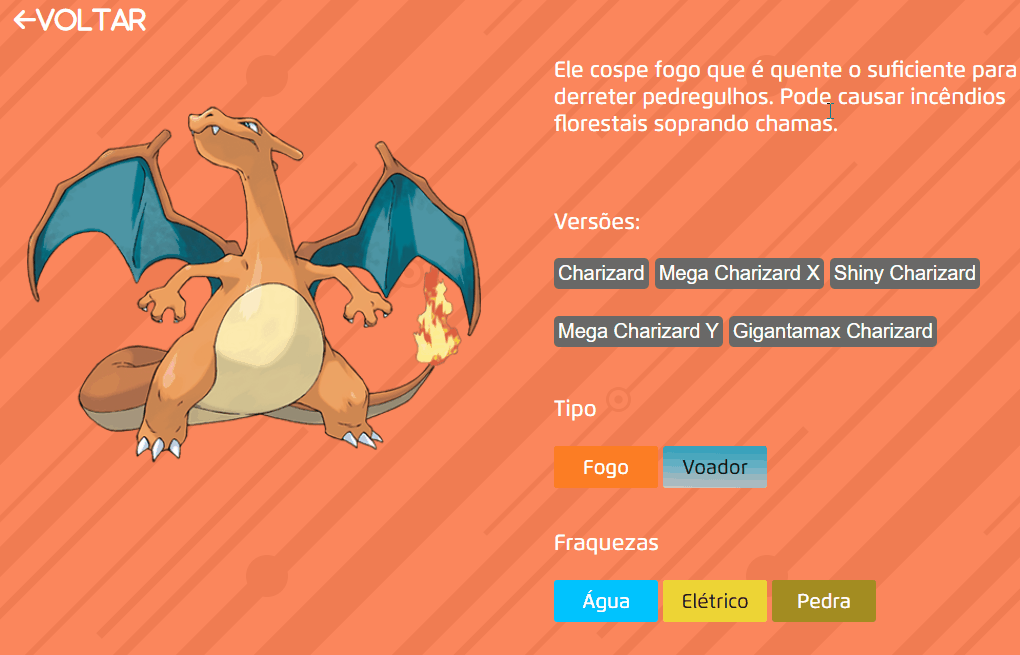 ←VOLTAR
Ele cospe fogo que é quente o suficiente para
derreter pedregulhos. Pode causar incêndios
florestais soprando chamas.
Versões:
Charizard Mega Charizard X Shiny Charizard
Mega Charizard Y Gigantamax Charizard
Tipo
Fogo Voador
Fraquezas
Água Elétrico Pedra